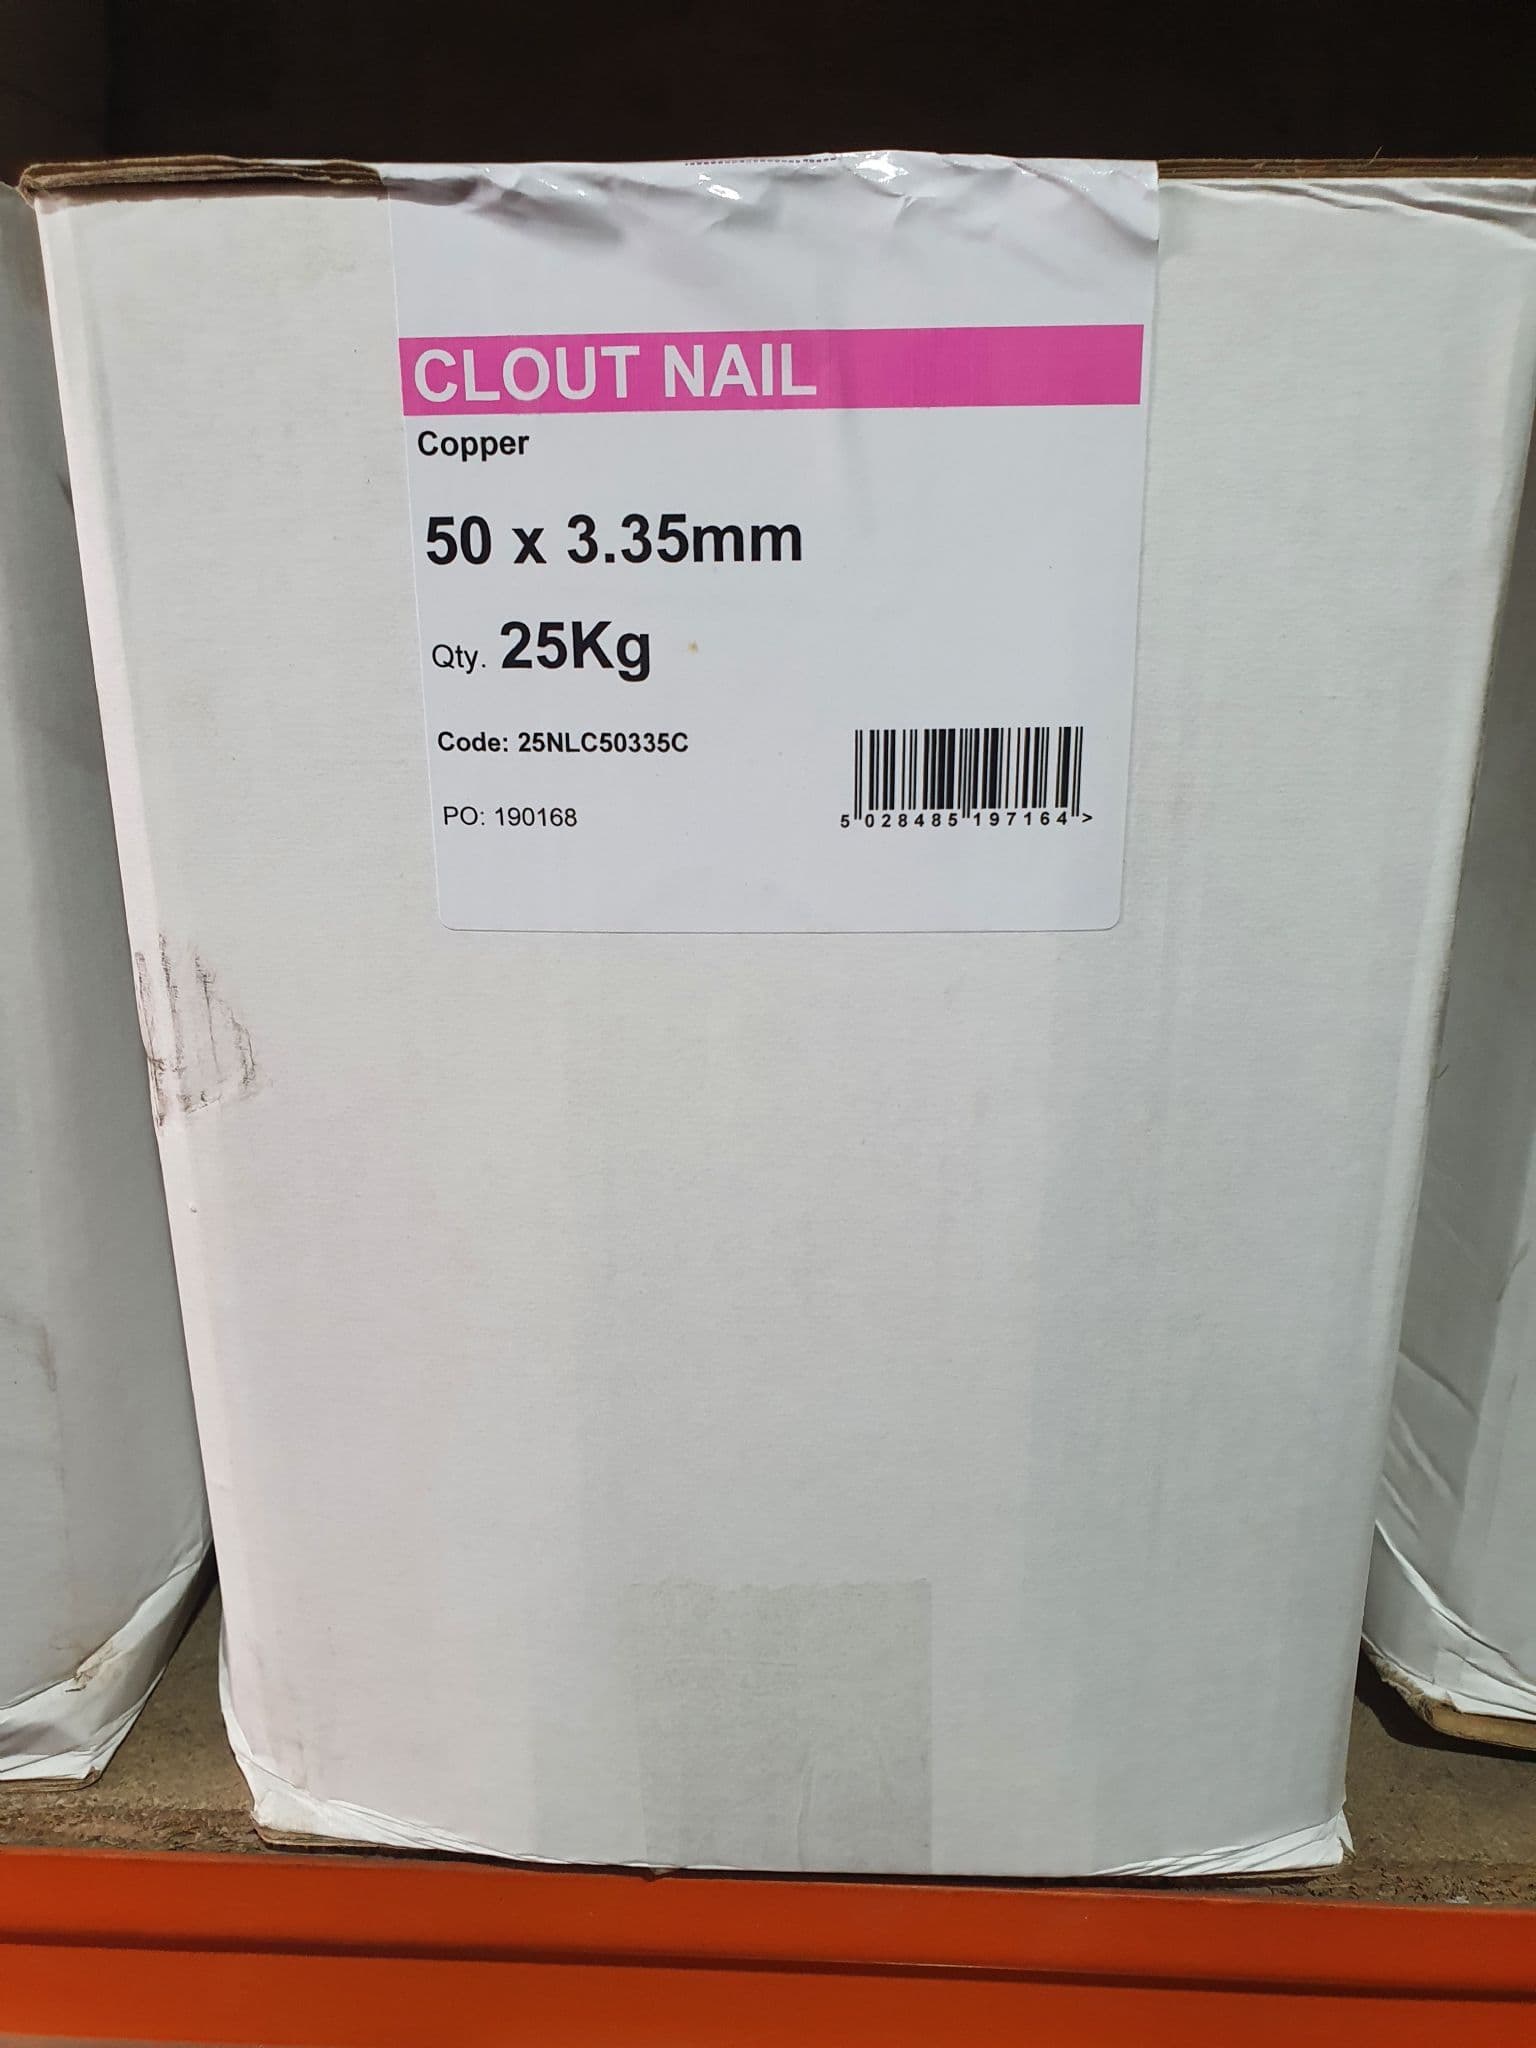 CLOUT NAIL
Copper
50 x 3.35mm
Qty. 25Kg
Code: 25NLC50335C
PO: 190168
5 028485 197164 >